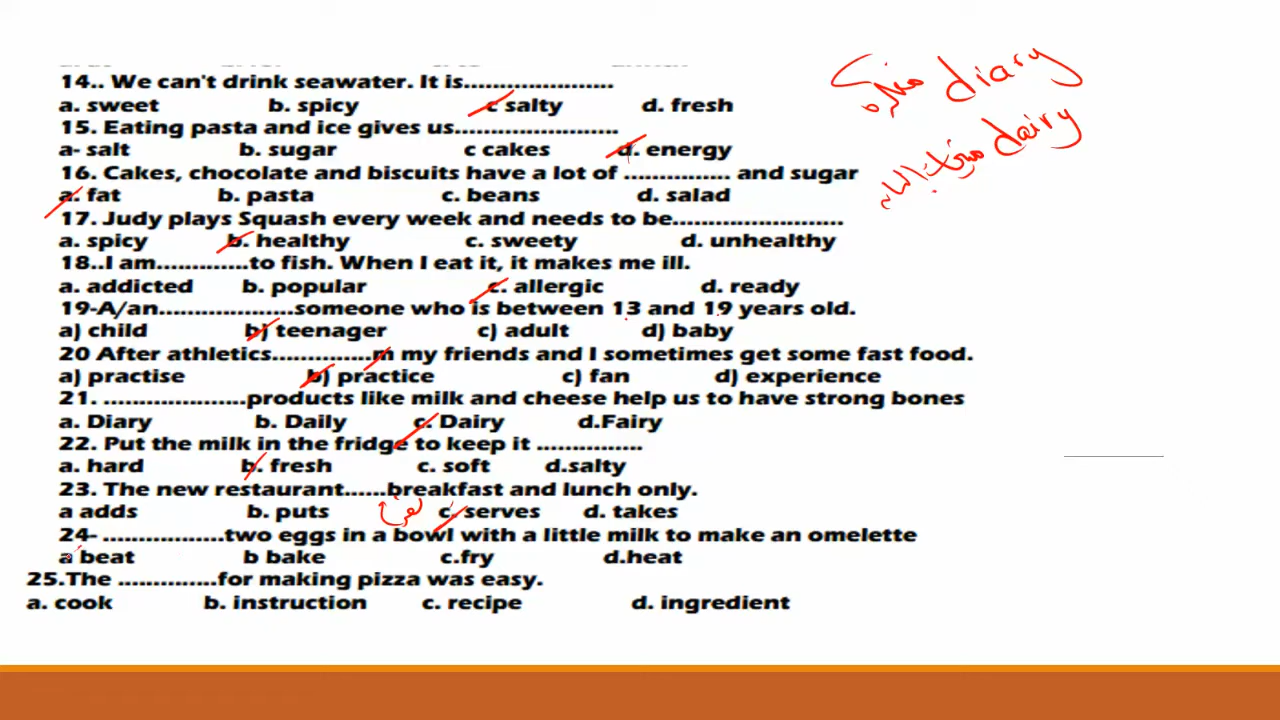 14.. We can't drink seawater. It is.....................
a. sweet b. spicy c salty d. fresh
15. Eating pasta and ice gives us.......................
a- salt b. sugar c cakes d. energy
16. Cakes, chocolate and biscuits have a lot of ............... and sugar
a. fat b. pasta c. beans d. salad
17. Judy plays Squash every week and needs to be........................
a. spicy b. healthy c. sweety d. unhealthy
18..I am.............to fish. When I eat it, it makes me ill.
a. addicted b. popular c. allergic d. ready
19-A/an...................someone who is between 13 and 19 years old.
a) child b) teenager c) adult d) baby
20 After athletics..............m my friends and I sometimes get some fast food.
a) practise b) practice c) fan d) experience
21. ....................products like milk and cheese help us to have strong bones
a. Diary b. Daily c. Dairy d.Fairy
22. Put the milk in the fridge to keep it ...............
a. hard b. fresh c. soft d.salty
23. The new restaurant......breakfast and lunch only.
a adds b. puts c. serves d. takes
24- .................two eggs in a bowl with a little milk to make an omelette
a beat b bake c.fry d.heat
25.The ..............for making pizza was easy.
a. cook b. instruction c. recipe d. ingredient
diary
dairy